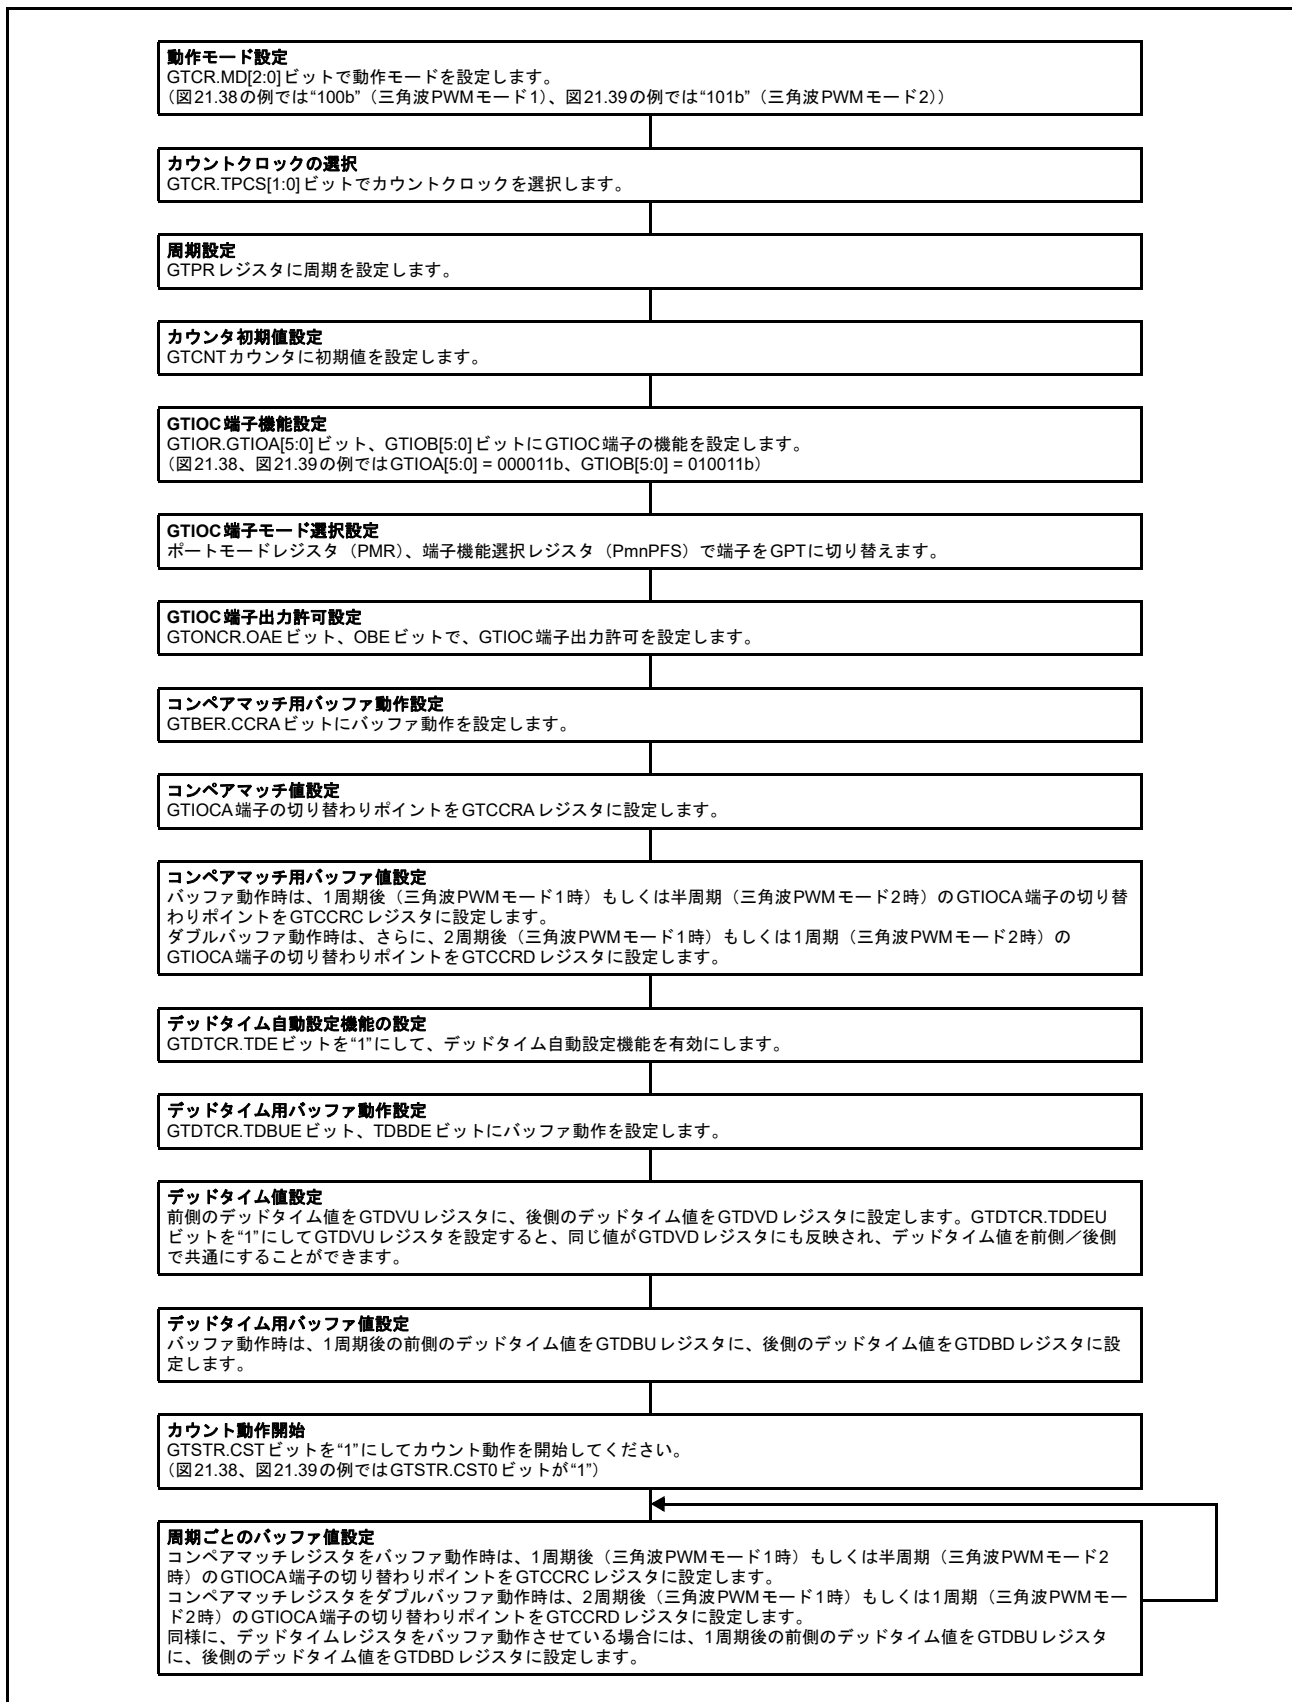 動作モード設定
GTCR.MD[2:0]ビットで動作モードを設定します。
（図21.38の例では“100b”（三角波PWMモード1）、図21.39の例では“101b”（三角波PWMモード2））
カウントクロックの選択
GTCR.TPCS[1:0]ビットでカウントクロックを選択します。
周期設定
GTPRレジスタに周期を設定します。
カウンタ初期値設定
GTCNTカウンタに初期値を設定します。
GTIOC端子機能設定
GTIOR.GTIOA[5:0]ビット、GTIOB[5:0]ビットにGTIOC端子の機能を設定します。
（図21.38、図21.39の例ではGTIOA[5:0] = 000011b、GTIOB[5:0] = 010011b）
GTIOC端子モード選択設定
ポートモードレジスタ（PMR）、端子機能選択レジスタ（PmnPFS）で端子をGPTに切り替えます。
GTIOC端子出力許可設定
GTONCR.OAEビット、OBEビットで、GTIOC端子出力許可を設定します。
コンペアマッチ用バッファ動作設定
GTBER.CCRAビットにバッファ動作を設定します。
コンペアマッチ値設定
GTIOCA端子の切り替わりポイントをGTCCRAレジスタに設定します。
コンペアマッチ用バッファ値設定
バッファ動作時は、1周期後（三角波PWMモード1時）もしくは半周期（三角波PWMモード2時）のGTIOCA端子の切り替
わりポイントをGTCCRCレジスタに設定します。
ダブルバッファ動作時は、さらに、2周期後（三角波PWMモード1時）もしくは1周期（三角波PWMモード2時）の
GTIOCA端子の切り替わりポイントをGTCCRDレジスタに設定します。
デッドタイム自動設定機能の設定
GTDTCR.TDEビットを“1”にして、デッドタイム自動設定機能を有効にします。
デッドタイム用バッファ動作設定
GTDTCR.TDBUEビット、TDBDEビットにバッファ動作を設定します。
デッドタイム値設定
前側のデッドタイム値をGTDVUレジスタに、後側のデッドタイム値をGTDVDレジスタに設定します。GTDTCR.TDDEU
ビットを“1”にしてGTDVUレジスタを設定すると、同じ値がGTDVDレジスタにも反映され、デッドタイム値を前側／後側
で共通にすることができます。
デッドタイム用バッファ値設定
バッファ動作時は、1周期後の前側のデッドタイム値をGTDBUレジスタに、後側のデッドタイム値をGTDBDレジスタに設
定します。
カウント動作開始
GTSTR.CSTビットを“1”にしてカウント動作を開始してください。
（図21.38、図21.39の例ではGTSTR.CST0ビットが“1”）
周期ごとのバッファ値設定
コンペアマッチレジスタをバッファ動作時は、1周期後（三角波PWMモード1時）もしくは半周期（三角波PWMモード2
時）のGTIOCA端子の切り替わりポイントをGTCCRCレジスタに設定します。
コンペアマッチレジスタをダブルバッファ動作時は、2周期後（三角波PWMモード1時）もしくは1周期（三角波PWMモー
ド2時）のGTIOCA端子の切り替わりポイントをGTCCRDレジスタに設定します。
同様に、デッドタイムレジスタをバッファ動作させている場合には、1周期後の前側のデッドタイム値をGTDBUレジスタ
に、後側のデッドタイム値をGTDBDレジスタに設定します。